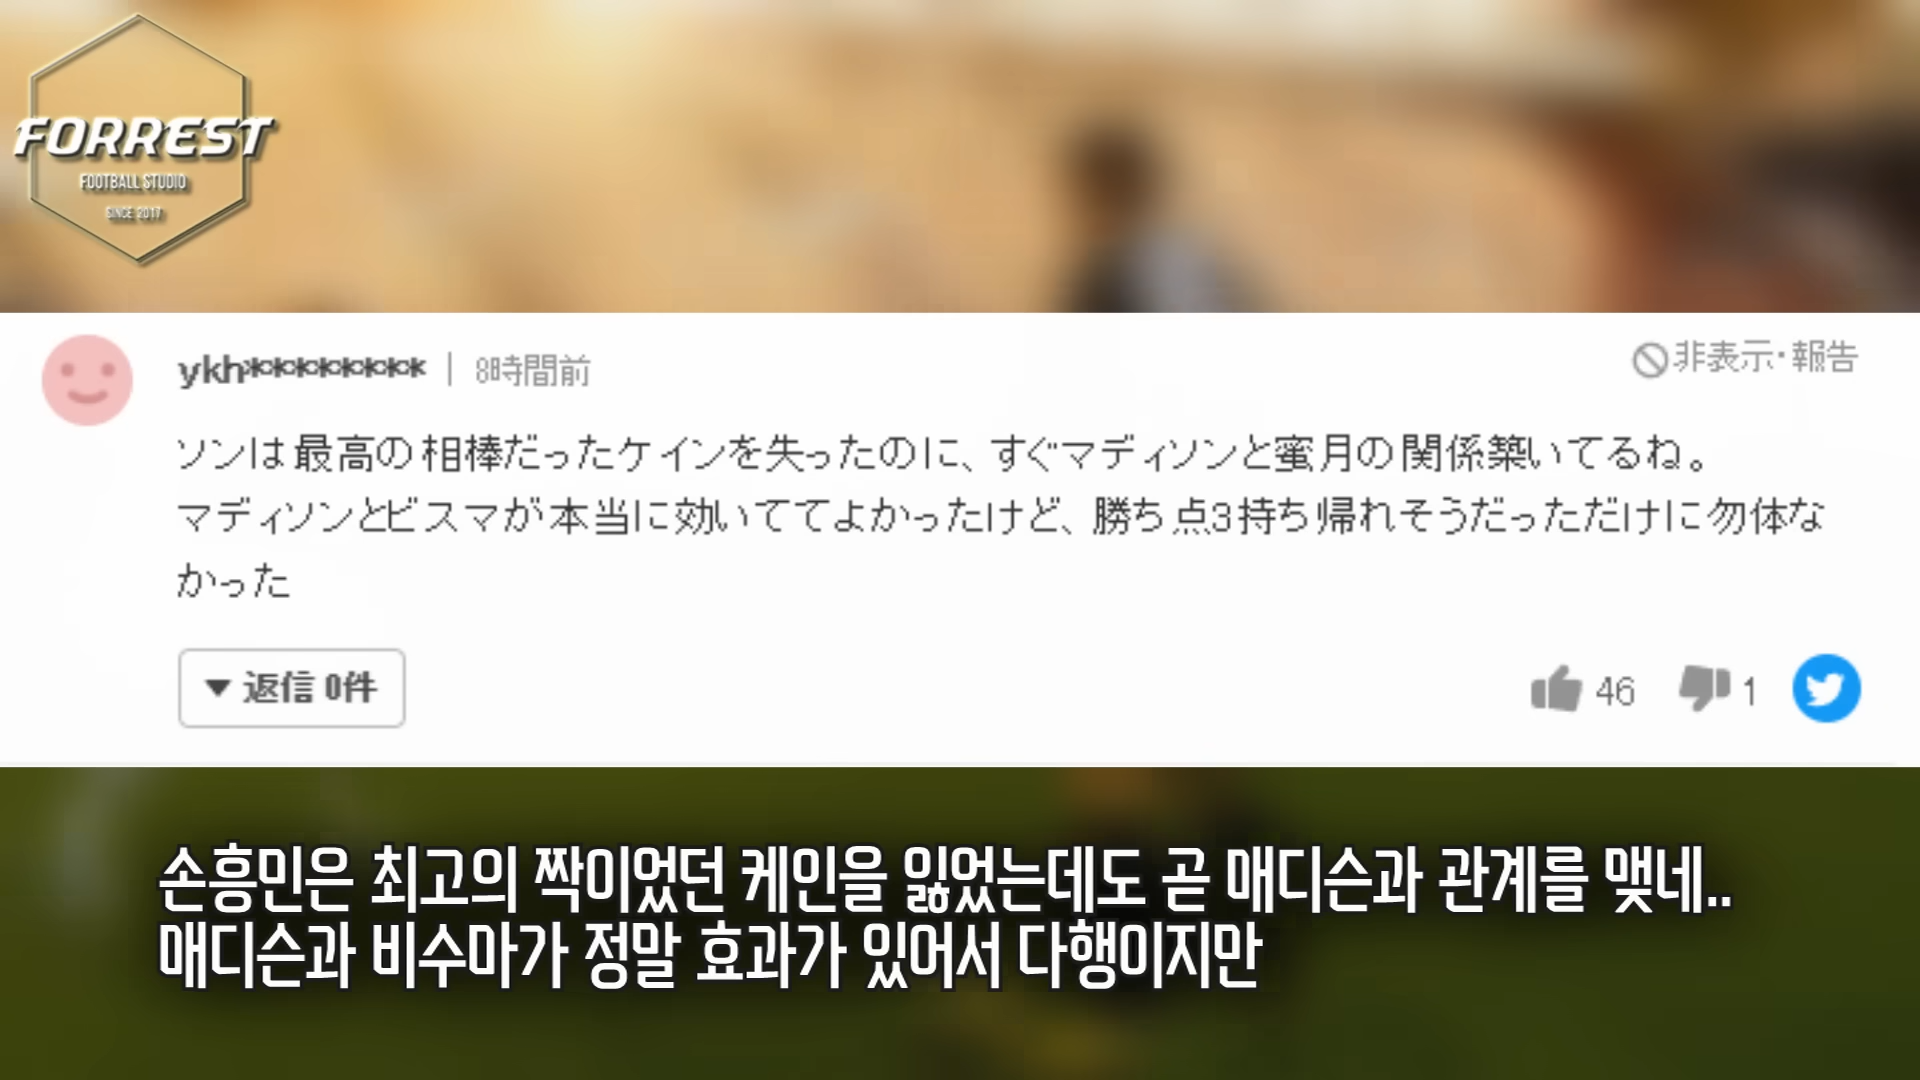 FORREST
FOOTBALL STUDIO
SINCE 2017
ykh******** | 8時間前
非表示・報告
ソンは最高の相棒だったケインを失ったのに、すぐマディソンと蜜月の関係築いてるね。
マディソンとビスマが本当に効いててよかったけど、勝ち点3持ち帰れそうだっただけに勿体な
かった
返信 0件
46
1
손흥민은 최고의 짝이었던 케인을 잃었는데도 곧 매디슨과 관계를 맺네..
매디슨과 비수마가 정말 효과가 있어서 다행이지만